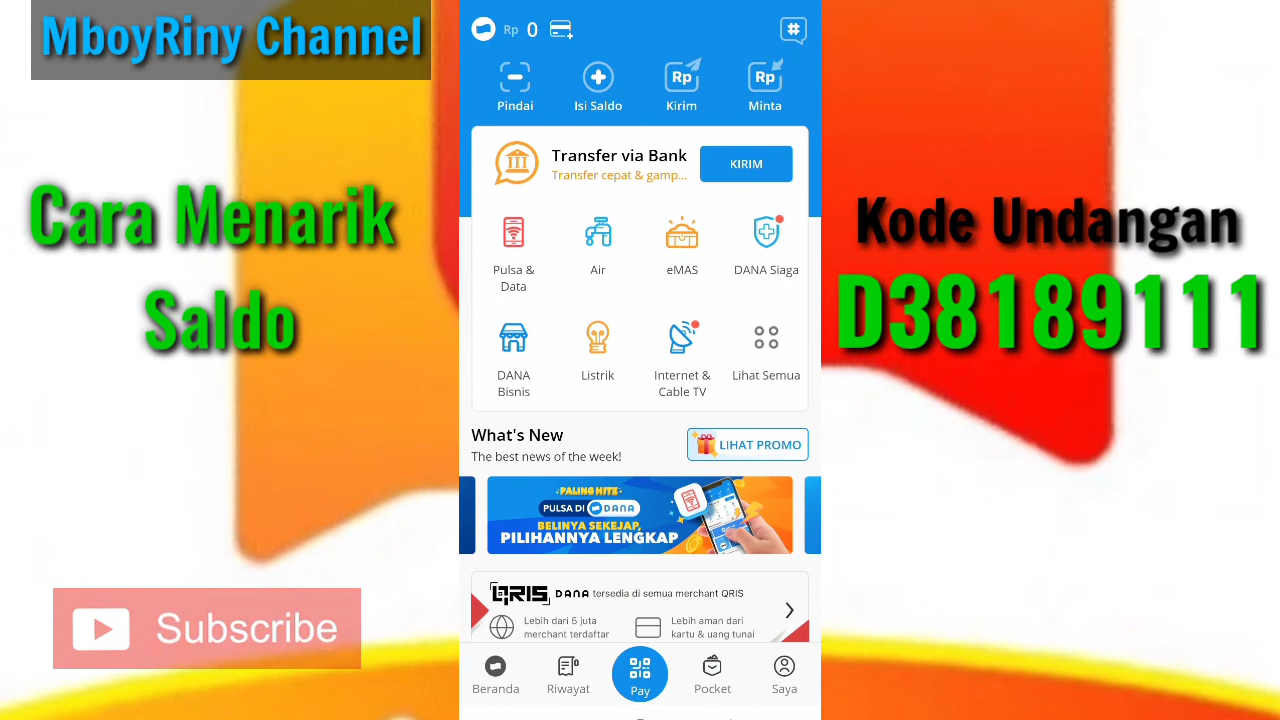 MboyRiny Channel
Cara Menarik
Saldo
Subscribe
Rp 0
#
Pindai
Isi Saldo
Rp
Kirim
Rp
Minta
Transfer via Bank
Transfer cepat & gamp...
KIRIM
Pulsa &
Data
Air
eMAS
DANA Siaga
DANA
Bisnis
Listrik
Internet &
Cable TV
Lihat Semua
What's New
The best news of the week!
LIHAT PROMO
PALING HITZ
PULSA DI DANA
BELINYA SEKEJAP,
PILIHANNYA LENGKAP
QRIS DANA tersedia di semua merchant QRIS
Lebih dari 5 juta
merchant terdaftar
Lebih aman dari
kartu & uang tunai
Beranda
Riwayat
Pay
Pocket
Saya
Kode Undangan
D38189111